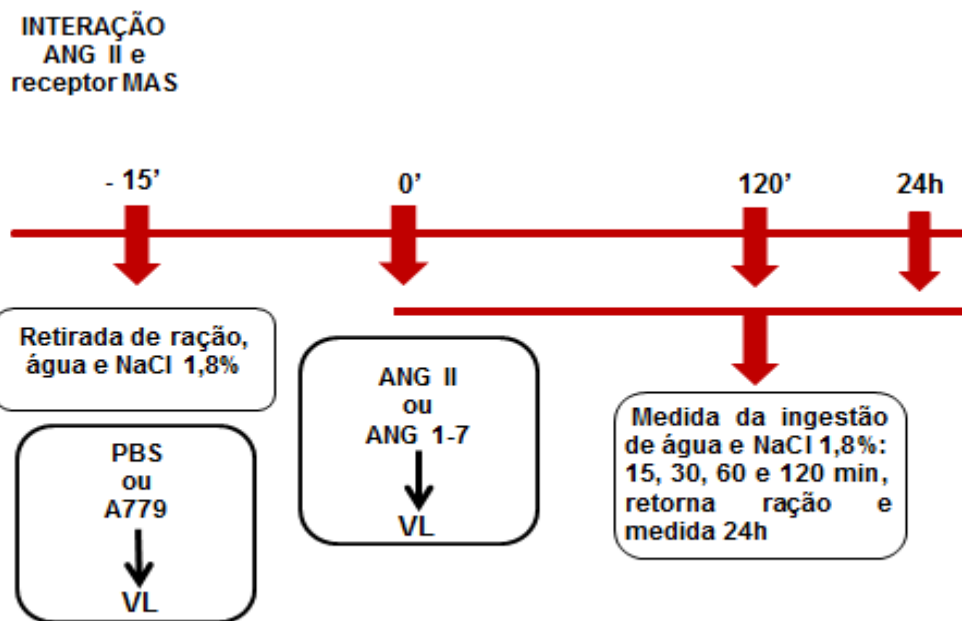 INTERAÇÃO
ANG II e
receptor MAS
- 15'
0'
120'
24h
Retirada de ração,
água e NaCl 1,8%
PBS
ou
A779
VL
ANG II
ou
ANG 1-7
VL
Medida da ingestão
de água e NaCl 1,8%:
15, 30, 60 e 120 min,
retorna ração e
medida 24h